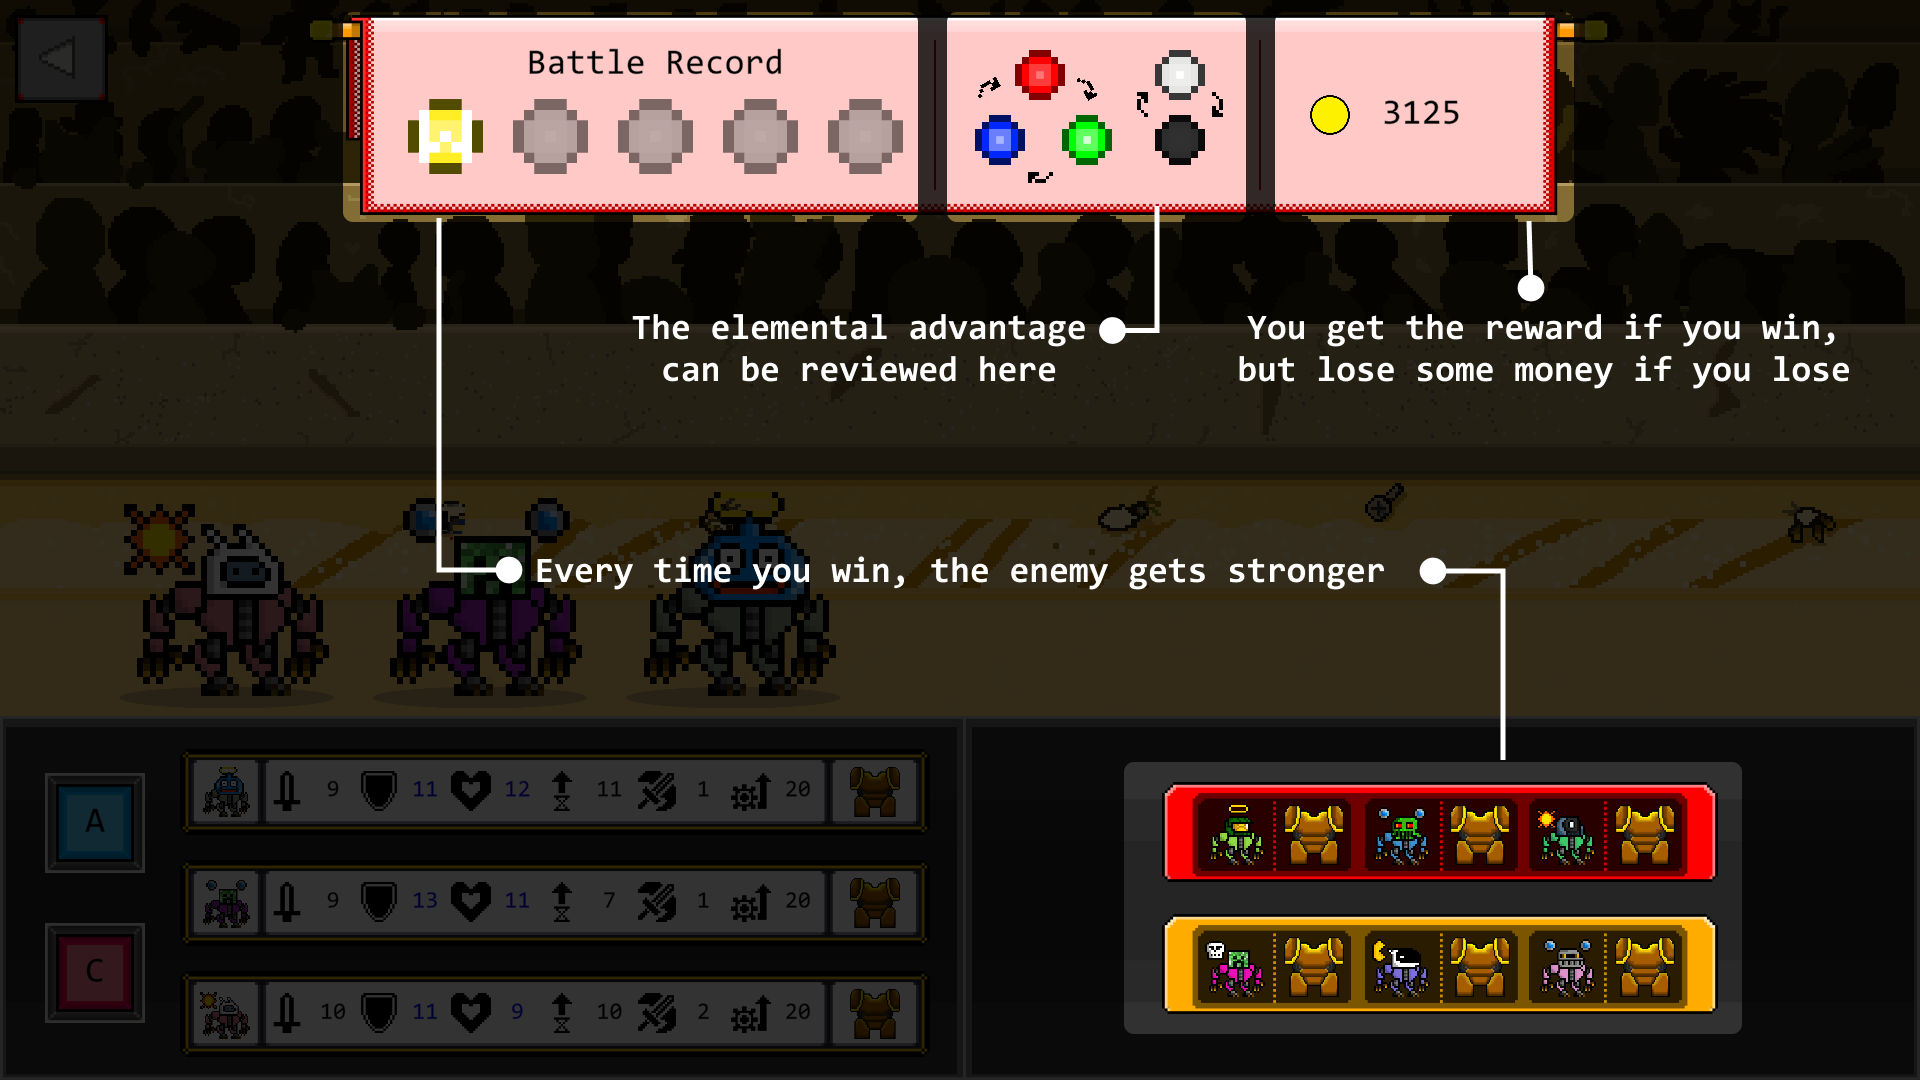 Battle Record
3125
The elemental advantage
can be reviewed here
You get the reward if you win,
but lose some money if you lose
Every time you win, the enemy gets stronger
A
9 11 12 11 1 20
9 13 11 7 1 20
C
10 11 9 10 2 20